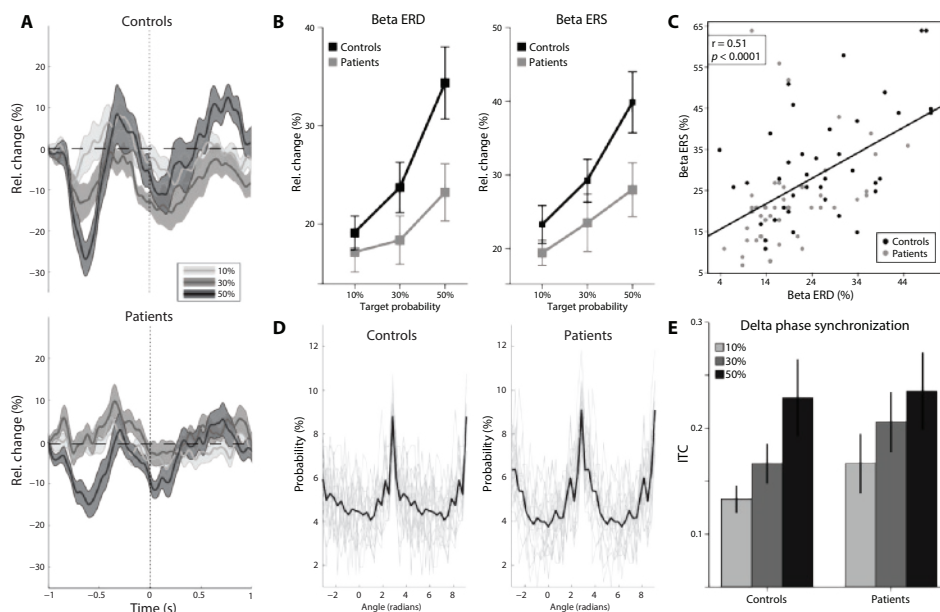 A
Controls
Rel. change (%)
20
10
0
−10
−20
−30
10%
30%
50%
Patients
Rel. change (%)
20
10
0
−10
−20
−30
−1
−0.5
0
0.5
1
Time (s)
B
Beta ERD
Controls
Patients
Rel. change (%)
40
30
20
10%
30%
50%
Target probability
Beta ERS
Controls
Patients
Rel. change (%)
50
40
30
20
10%
30%
50%
Target probability
C
r = 0.51
p < 0.0001
Beta ERS (%)
65
55
45
35
25
15
5
4
14
24
34
44
Beta ERD (%)
Controls
Patients
D
Controls
Probability (%)
12
10
8
6
4
2
−2
0
2
4
6
8
Angle (radians)
Patients
Probability (%)
12
10
8
6
4
2
−2
0
2
4
6
8
Angle (radians)
E
Delta phase synchronization
10%
30%
50%
ITC
0.3
0.2
0.1
Controls
Patients